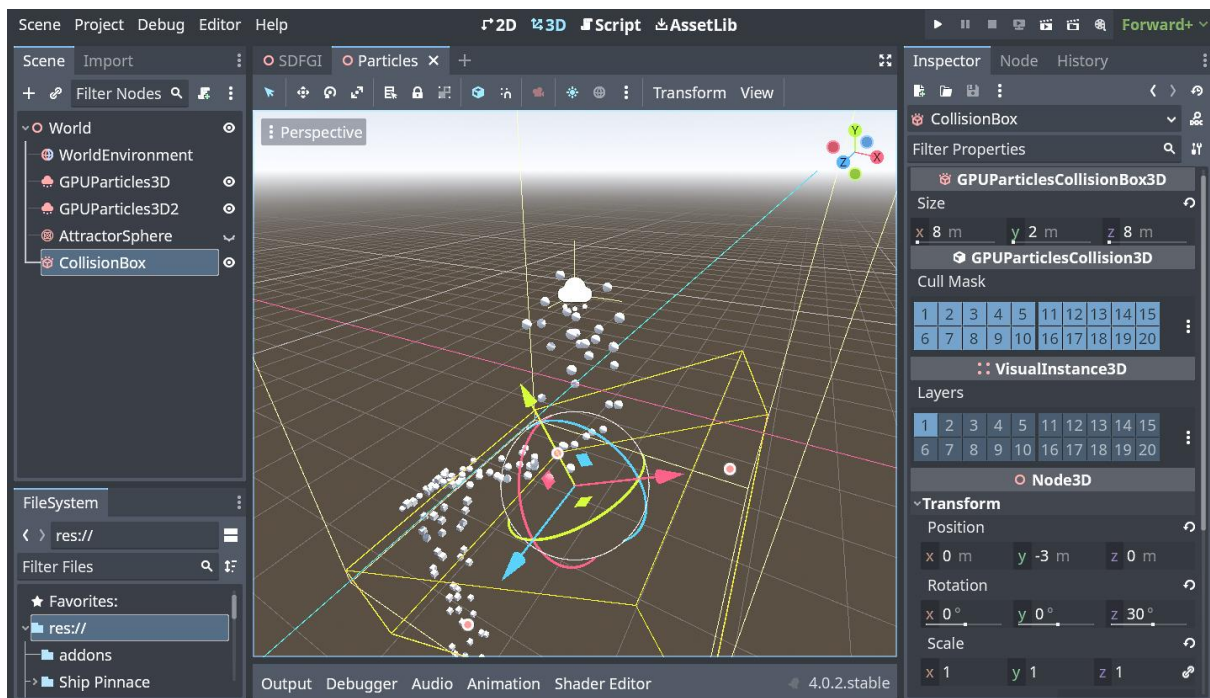 Scene Project Debug Editor Help
2D 3D Script AssetLib
Forward+
Scene Import
Filter Nodes
World
WorldEnvironment
GPUParticles3D
GPUParticles3D2
AttractorSphere
CollisionBox
FileSystem
res://
Filter Files
Favorites:
res://
addons
Ship Pinnace
SDFGI Particles
Transform View
Perspective
Y
X
Z
Output Debugger Audio Animation Shader Editor
4.0.2.stable
Inspector Node History
CollisionBox
DOC
Filter Properties
GPUParticlesCollisionBox3D
Size
x 8 m y 2 m z 8 m
GPUParticlesCollision3D
Cull Mask
1 2 3 4 5 11 12 13 14 15
6 7 8 9 10 16 17 18 19 20
VisualInstance3D
Layers
1 2 3 4 5 11 12 13 14 15
6 7 8 9 10 16 17 18 19 20
Node3D
Transform
Position
x 0 m y -3 m z 0 m
Rotation
x 0 ° y 0 ° z 30 °
Scale
x 1 y 1 z 1